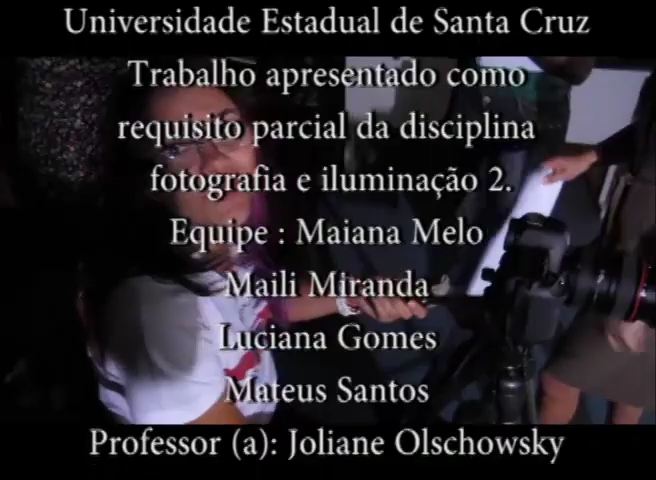 Universidade Estadual de Santa Cruz
Trabalho apresentado como
requisito parcial da disciplina
fotografia e iluminação 2.
Equipe : Maiana Melo
Maili Miranda
Luciana Gomes
Mateus Santos
Professor (a): Joliane Olschowsky